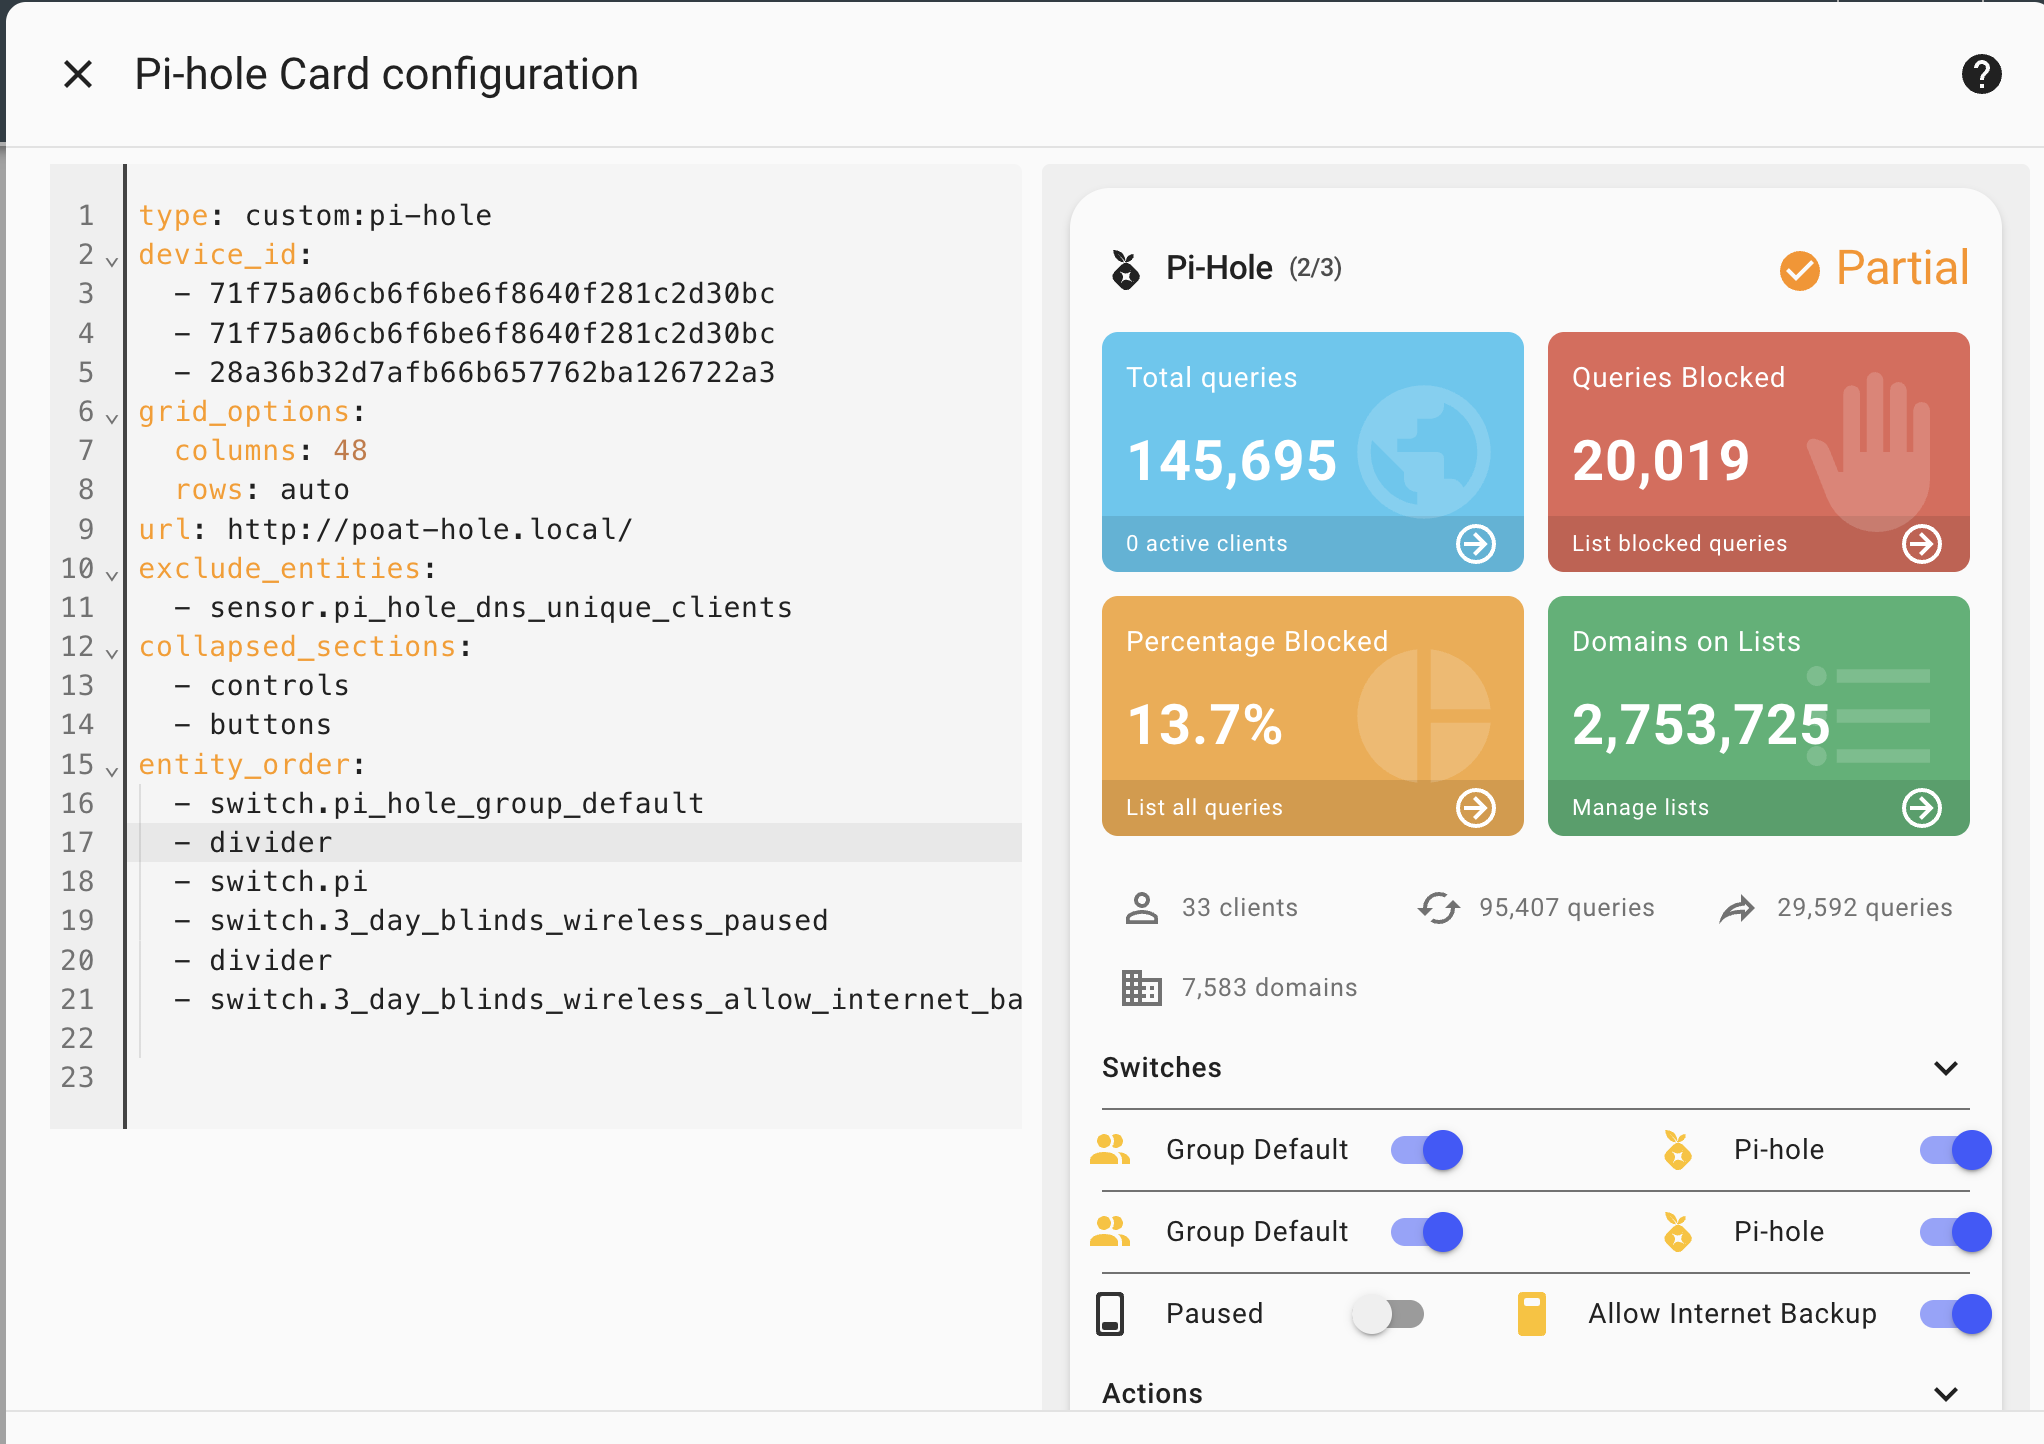 Pi-hole Card configuration
1 type: custom:pi-hole
2 device_id:
3 - 71f75a06cb6f6be6f8640f281c2d30bc
4 - 71f75a06cb6f6be6f8640f281c2d30bc
5 - 28a36b32d7afb66b657762ba126722a3
6 grid_options:
7 columns: 48
8 rows: auto
9 url: http://poat-hole.local/
10 exclude_entities:
11 - sensor.pi_hole_dns_unique_clients
12 collapsed_sections:
13 - controls
14 - buttons
15 entity_order:
16 - switch.pi_hole_group_default
17 - divider
18 - switch.pi
19 - switch.3_day_blinds_wireless_paused
20 - divider
21 - switch.3_day_blinds_wireless_allow_internet_ba
22
23
Pi-Hole (2/3)
Partial
Total queries
145,695
0 active clients
Queries Blocked
20,019
List blocked queries
Percentage Blocked
13.7%
List all queries
Domains on Lists
2,753,725
Manage lists
33 clients 95,407 queries 29,592 queries
7,583 domains
Switches
Group Default Pi-hole
Group Default Pi-hole
Paused Allow Internet Backup
Actions